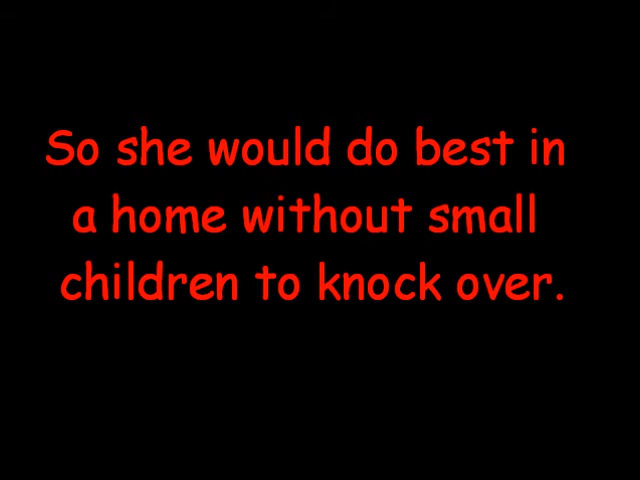 So she would do best in
a home without small
children to knock over.